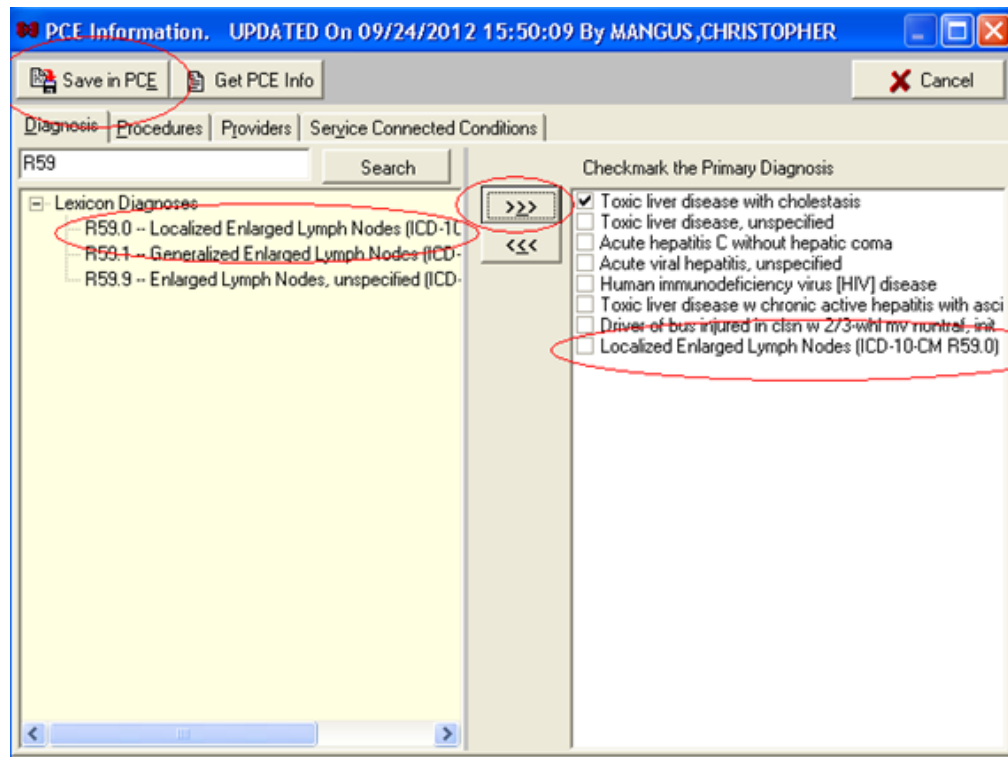 PCE Information. UPDATED On 09/24/2012 15:50:09 By MANGUS,CHRISTOPHER
Save in PCE Get PCE Info Cancel
Diagnosis Procedures Providers Service Connected Conditions
R59 Search
Checkmark the Primary Diagnosis
Lexicon Diagnoses
R59.0 -- Localized Enlarged Lymph Nodes (ICD-10
R59.1 -- Generalized Enlarged Lymph Nodes (ICD-
R59.9 -- Enlarged Lymph Nodes, unspecified (ICD-
>>>
<<<
Toxic liver disease with cholestasis
Toxic liver disease, unspecified
Acute hepatitis C without hepatic coma
Acute viral hepatitis, unspecified
Human immunodeficiency virus [HIV] disease
Toxic liver disease w chronic active hepatitis with asci
Driver of bus injured in clsn w 2/3-whl mv nontraf, init
Localized Enlarged Lymph Nodes (ICD-10-CM R59.0)